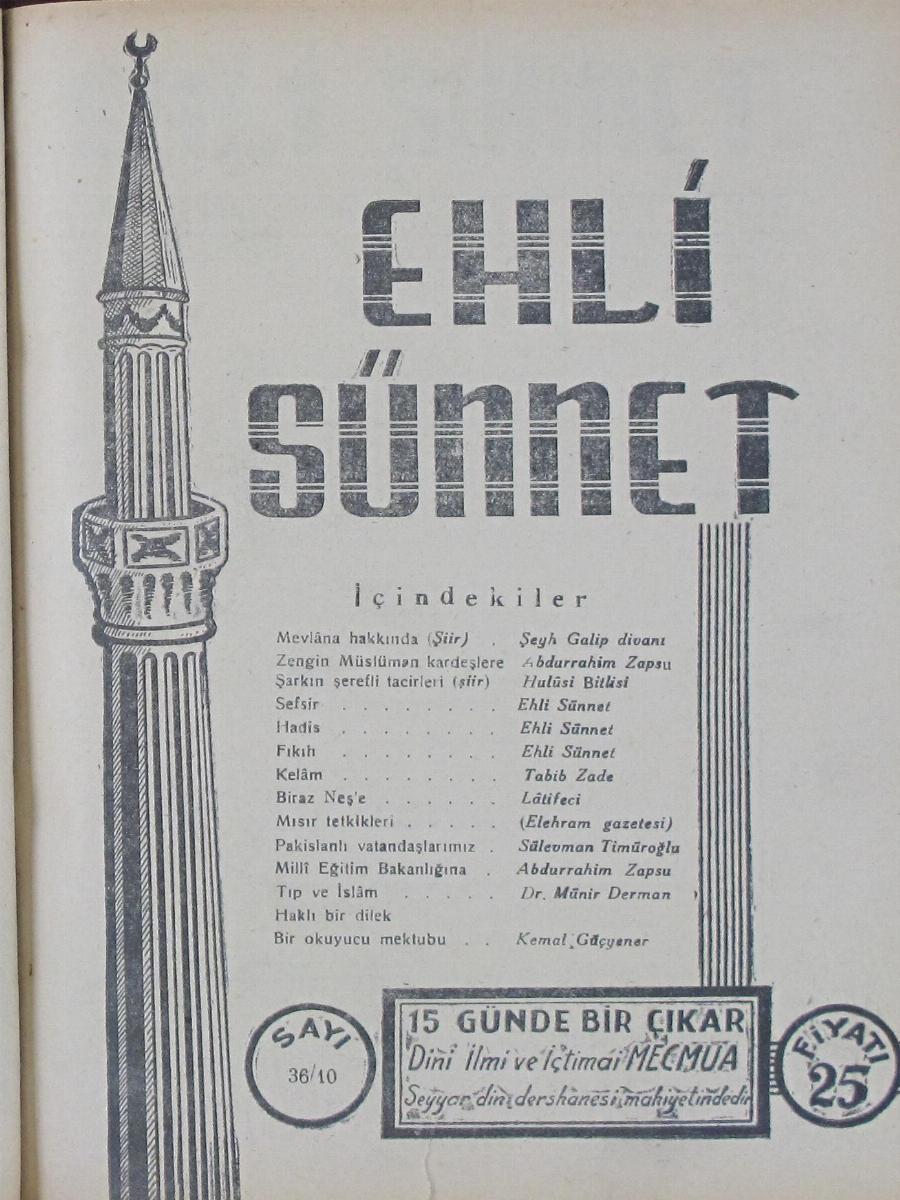 EHLİ
SÜNNET
İçindekiler
Mevlâna hakkında (Şiir) . Şeyh Galip divanı
Zengin Müslüman kardeşlere Abdurrahim Zapsu
Şarkın şerefli tacirleri (şiir) Hulûsi Bitlisi
Sefsir . . . . . . . . Ehli Sünnet
Hadis . . . . . . . . Ehli Sünnet
Fıkıh . . . . . . . . Ehli Sünnet
Kelâm . . . . . . . . Tabib Zade
Biraz Neş'e . . . . . . Lâtifeci
Mısır tetkikleri . . . . . (Elehram gazetesi)
Pakislanlı vatandaşlarımız . Süleyman Timüroğlu
Millî Eğitim Bakanlığına . Abdurrahim Zapsu
Tıp ve İslâm . . . . . Dr. Münir Derman
Haklı bir dilek
Bir okuyucu mektubu . . Kemal Güçyener
SAYI
36/10
15 GÜNDE BİR ÇIKAR
Dinî İlmi ve İçtimai MECMUA
Seyyar din dershanesi mahiyetindedir
FİYATI
25